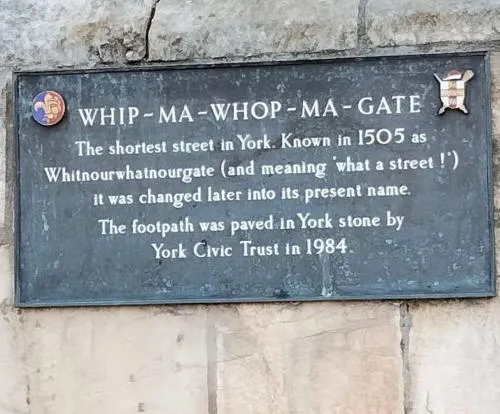 WHIP-MA-WHOP-MA-GATE
The shortest street in York. Known in 1505 as
Whitnourwhatnourgate (and meaning 'what a street!')
it was changed later into its present name.
The footpath was paved in York stone by
York Civic Trust in 1984.